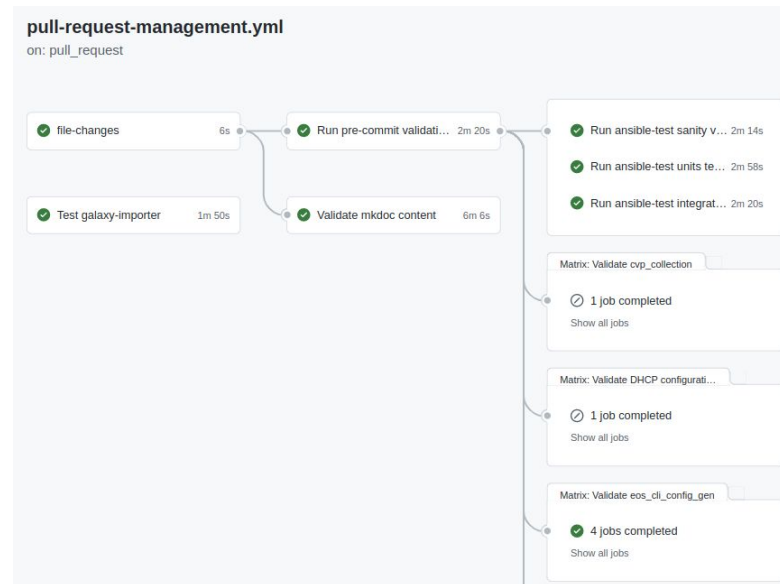 pull-request-management.yml
on: pull_request
file-changes 6s
Run pre-commit validati... 2m 20s
Run ansible-test sanity v... 2m 14s
Run ansible-test units te... 2m 58s
Run ansible-test integrat... 2m 20s
Test galaxy-importer 1m 50s
Validate mkdoc content 6m 6s
Matrix: Validate cvp_collection
1 job completed
Show all jobs
Matrix: Validate DHCP configurati...
1 job completed
Show all jobs
Matrix: Validate eos_cli_config_gen
4 jobs completed
Show all jobs